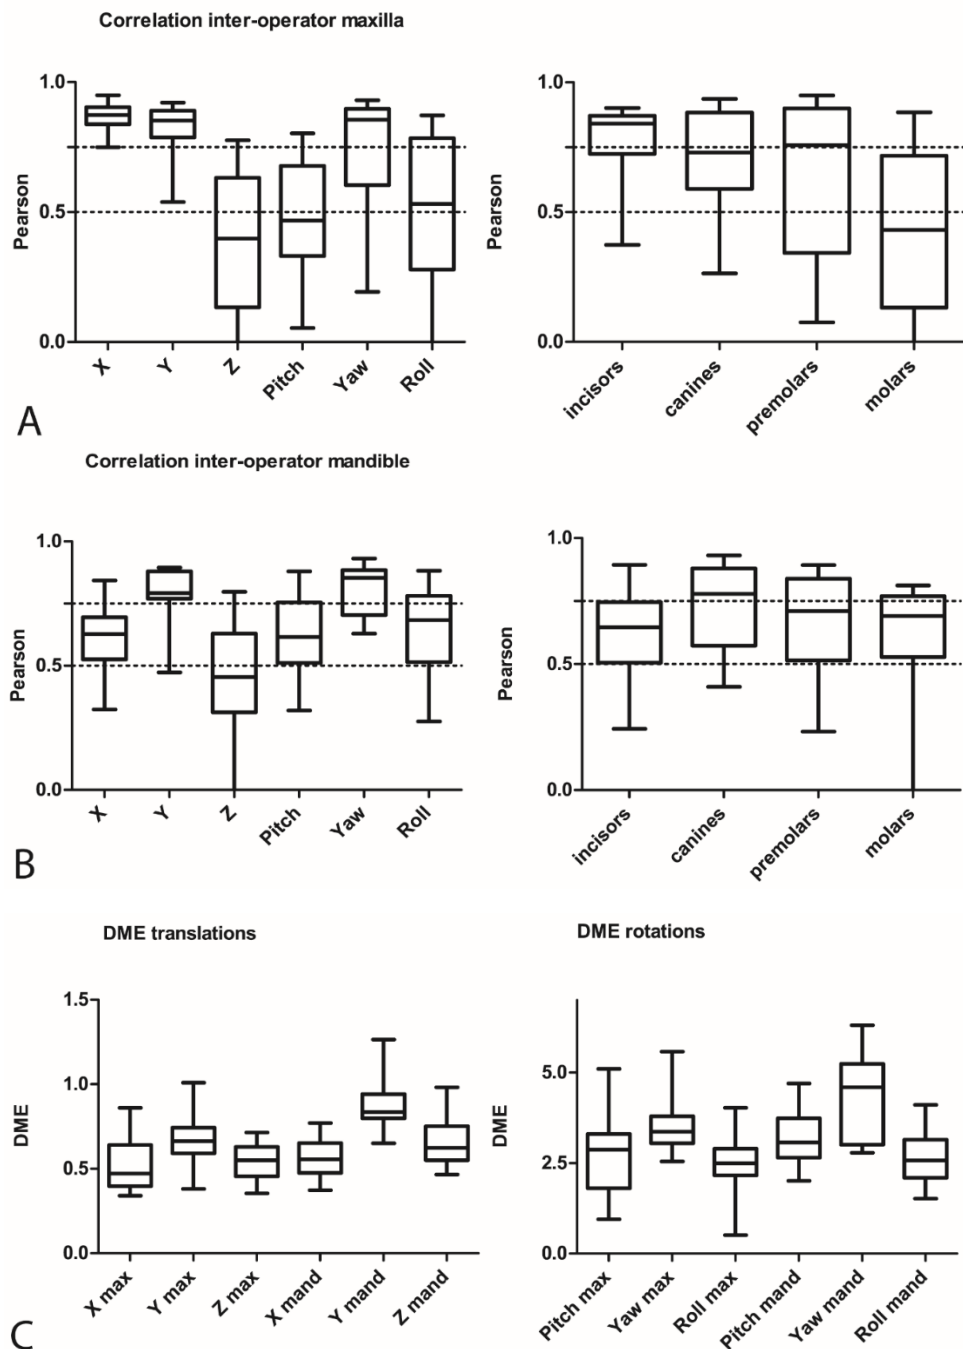 Correlation inter-operator maxilla
Pearson
1.0
0.5
0.0
X Y Z Pitch Yaw Roll
Pearson
1.0
0.5
0.0
incisors canines premolars molars
A
Correlation inter-operator mandible
Pearson
1.0
0.5
0.0
X Y Z Pitch Yaw Roll
Pearson
1.0
0.5
0.0
incisors canines premolars molars
B
DME translations
DME
1.5
1.0
0.5
0.0
X max Y max Z max X mand Y mand Z mand
DME rotations
DME
5.0
2.5
0.0
Pitch max Yaw max Roll max Pitch mand Yaw mand Roll mand
C